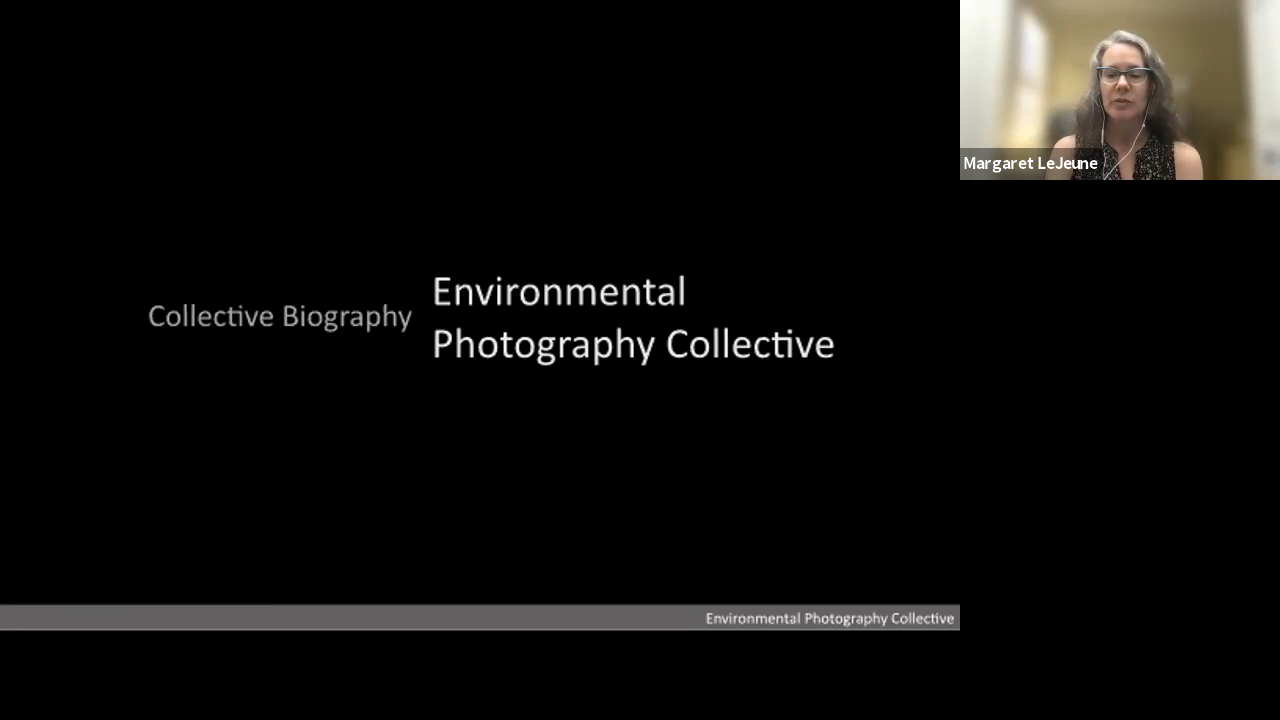 Margaret LeJeune
Collective Biography
Environmental
Photography Collective
Environmental Photography Collective